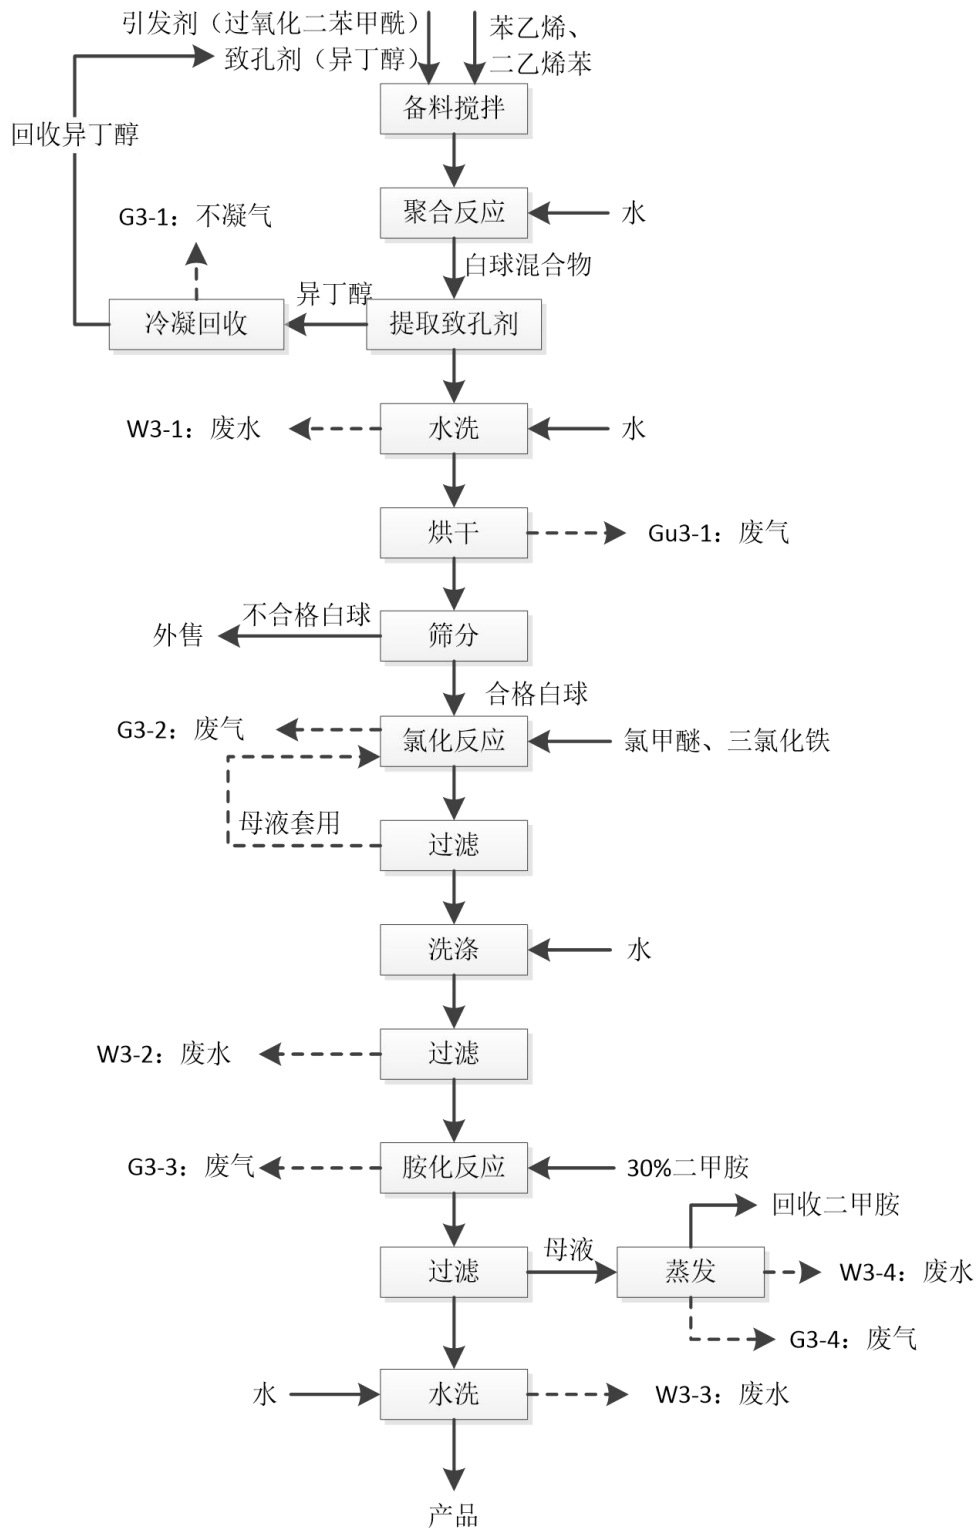 引发剂（过氧化二苯甲酰）
致孔剂（异丁醇）
苯乙烯、
二乙烯苯
备料搅拌
回收异丁醇
聚合反应
水
G3-1：不凝气
白球混合物
异丁醇
冷凝回收
提取致孔剂
W3-1：废水
水洗
水
烘干
Gu3-1：废气
不合格白球
外售
筛分
合格白球
G3-2：废气
氯化反应
氯甲醚、三氯化铁
母液套用
过滤
洗涤
水
W3-2：废水
过滤
G3-3：废气
胺化反应
30%二甲胺
回收二甲胺
过滤
母液
蒸发
W3-4：废水
G3-4：废气
水
水洗
W3-3：废水
产品